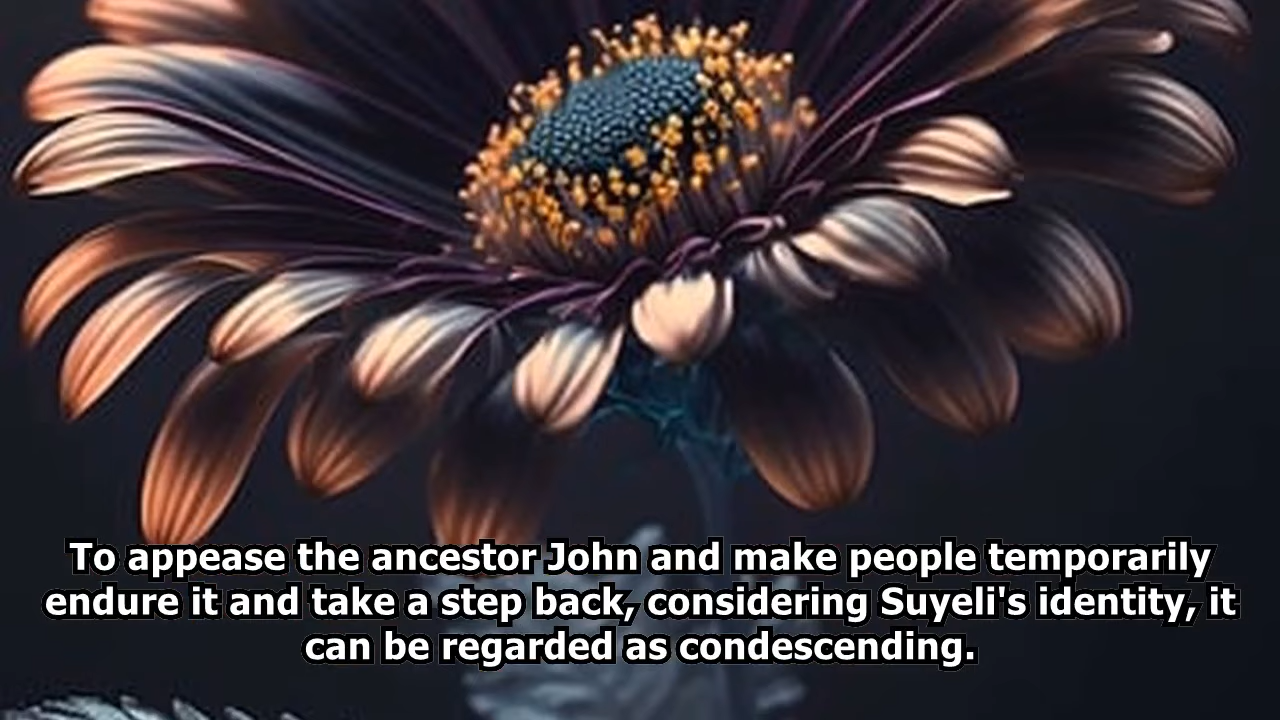 To appease the ancestor John and make people temporarily
endure it and take a step back, considering Suyeli's identity, it
can be regarded as condescending.